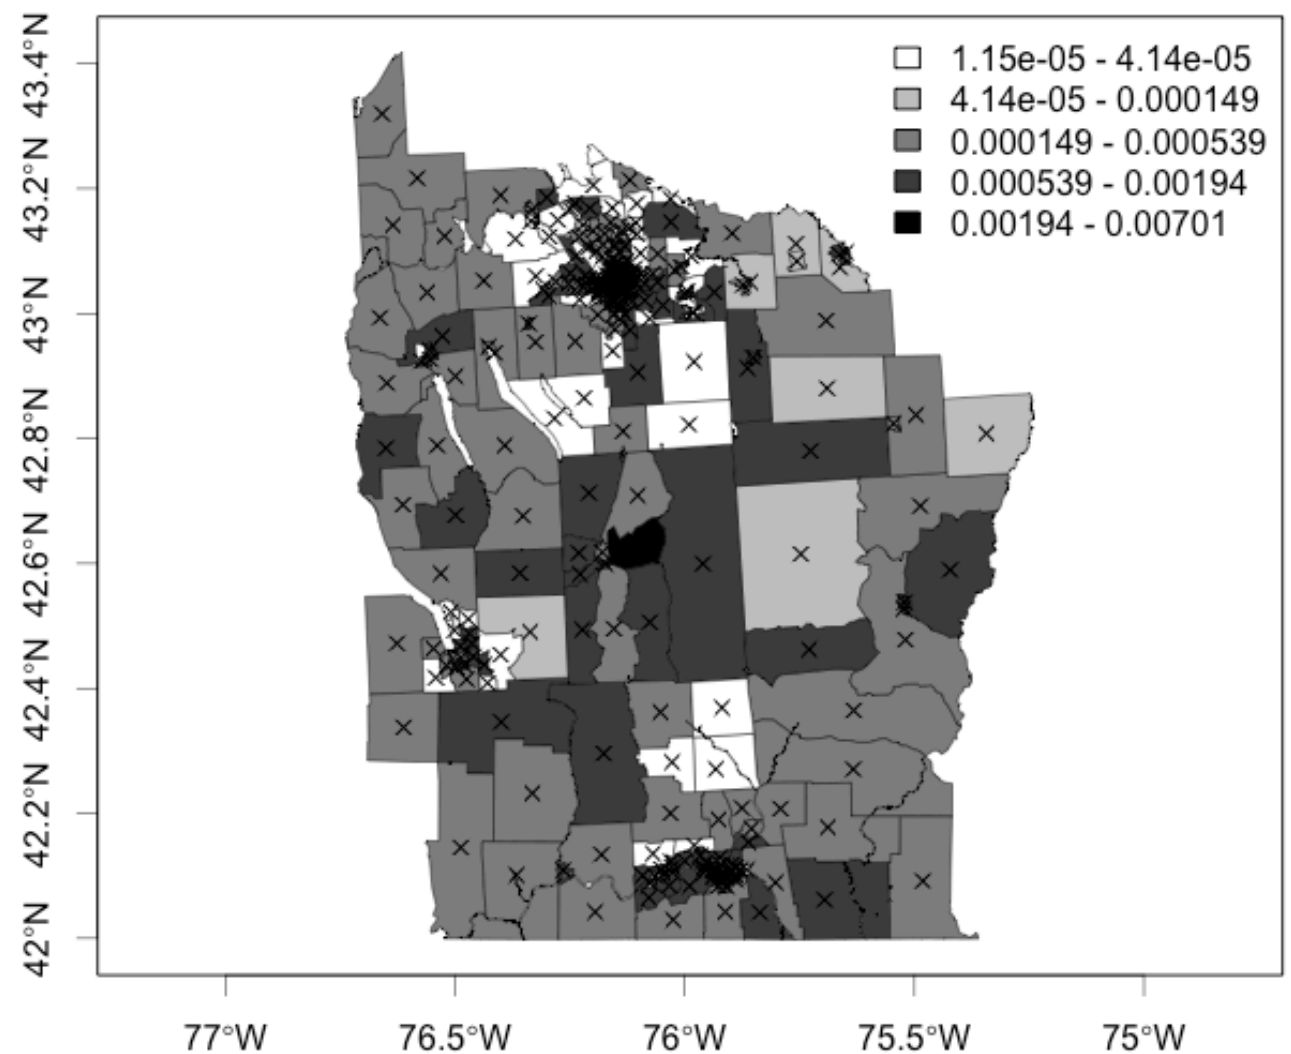 1.15e-05 - 4.14e-05
4.14e-05 - 0.000149
0.000149 - 0.000539
0.000539 - 0.00194
0.00194 - 0.00701
43.4°N
43.2°N
43°N
42.8°N
42.6°N
42.4°N
42.2°N
42°N
77°W
76.5°W
76°W
75.5°W
75°W